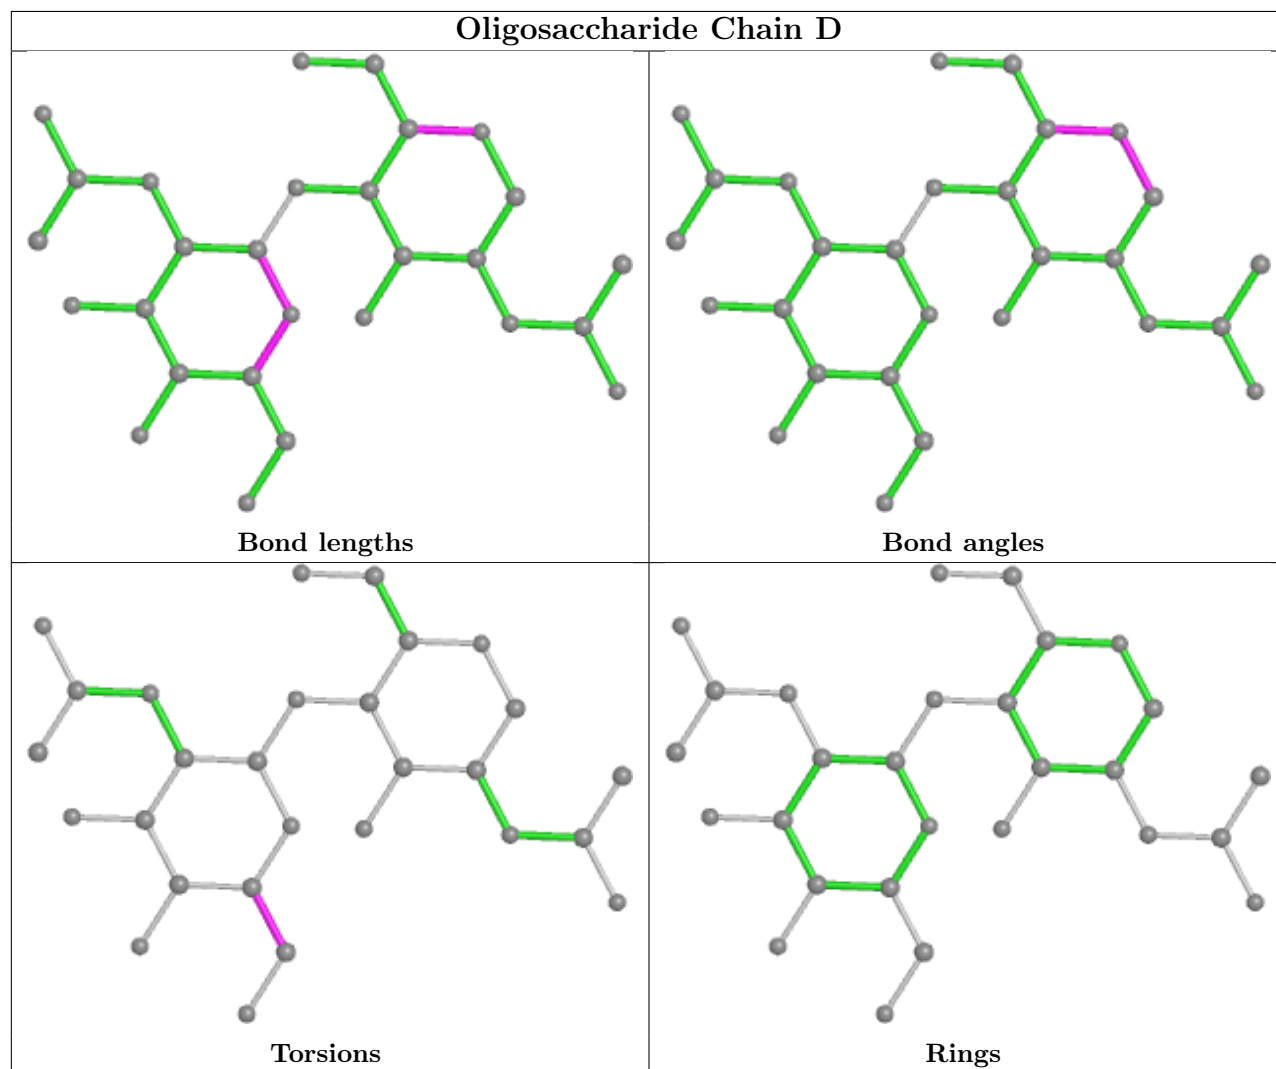 Oligosaccharide Chain D
Bond lengths
Bond angles
Torsions
Rings